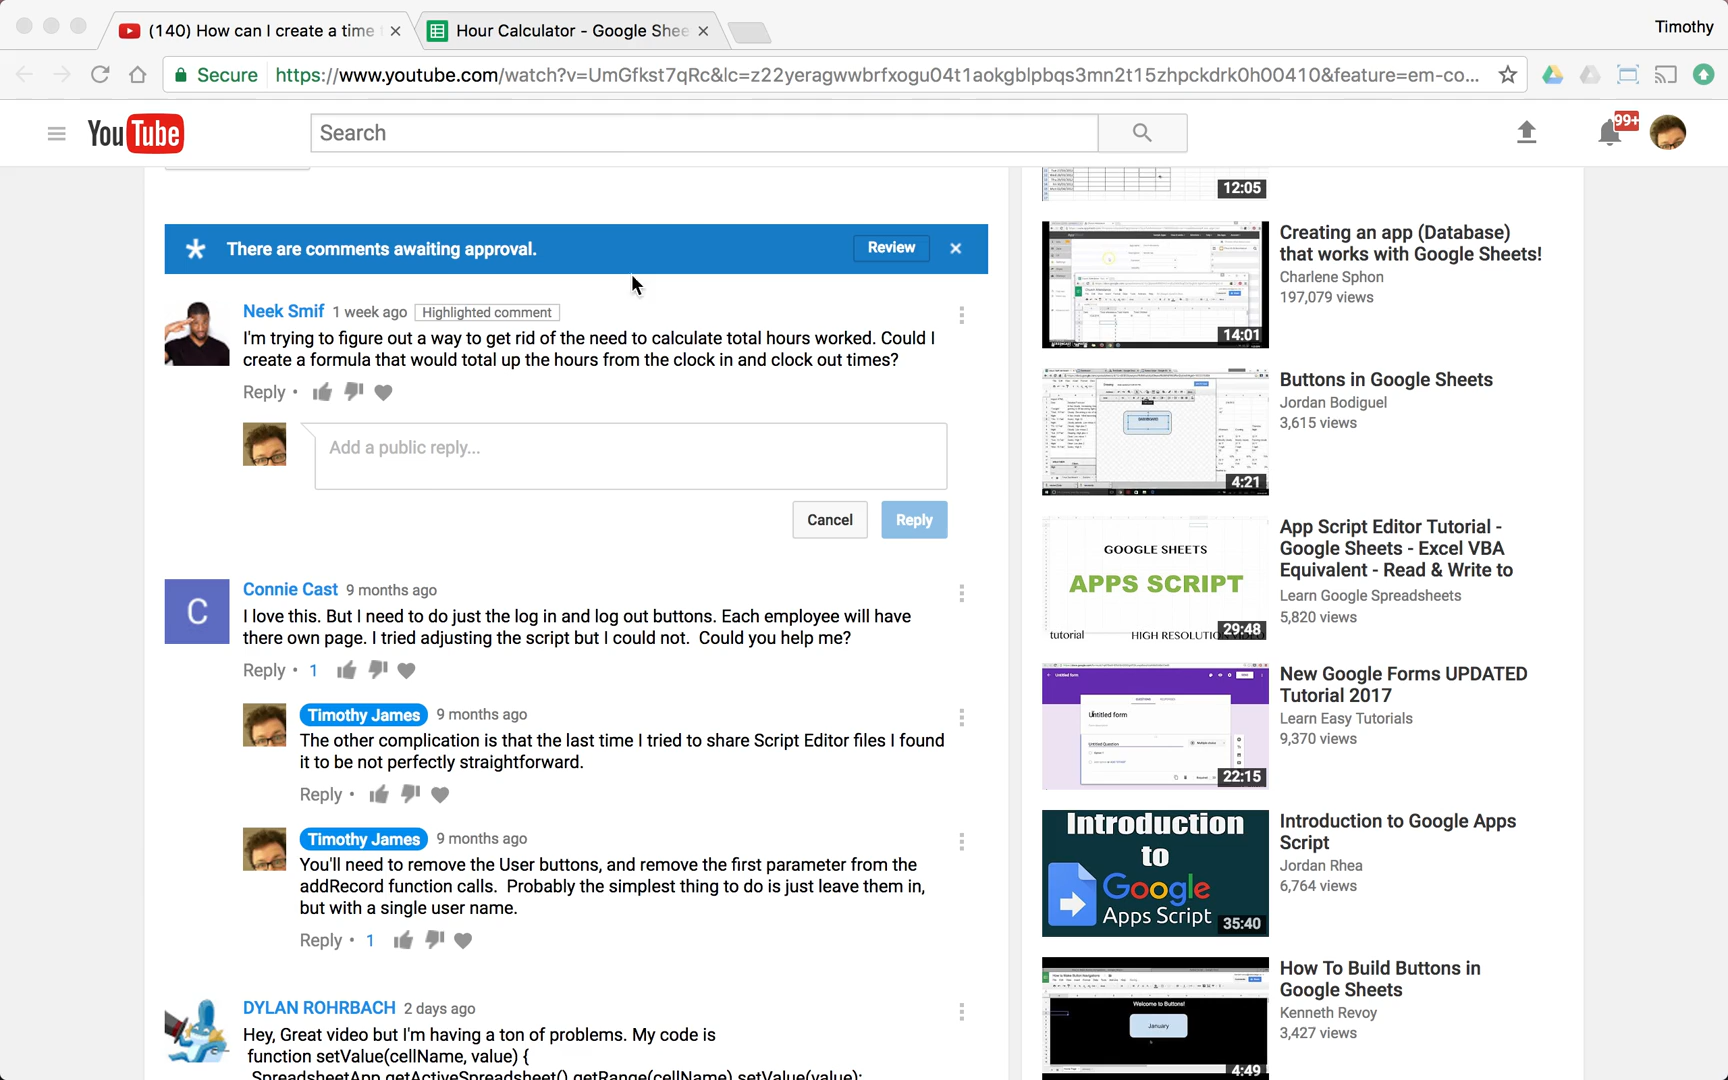 (140) How can I create a time
Hour Calculator - Google Shee
Timothy
Secure
https://www.youtube.com/watch?v=UmGfkst7qRc&lc=z22yeragwwbrfxogu04t1aokgblpbqs3mn2t15zhpckdrk0h00410&feature=em-co...
YouTube
Search
99+
There are comments awaiting approval.
Review
Neek Smif 1 week ago Highlighted comment
I'm trying to figure out a way to get rid of the need to calculate total hours worked. Could I
create a formula that would total up the hours from the clock in and clock out times?
Reply •
Add a public reply...
Cancel
Reply
C
Connie Cast 9 months ago
I love this. But I need to do just the log in and log out buttons. Each employee will have
there own page. I tried adjusting the script but I could not. Could you help me?
Reply • 1
Timothy James 9 months ago
The other complication is that the last time I tried to share Script Editor files I found
it to be not perfectly straightforward.
Reply •
Timothy James 9 months ago
You'll need to remove the User buttons, and remove the first parameter from the
addRecord function calls. Probably the simplest thing to do is just leave them in,
but with a single user name.
Reply • 1
DYLAN ROHRBACH 2 days ago
Hey, Great video but I'm having a ton of problems. My code is
function setValue(cellName, value) {
SpreadsheetApp.getActiveSpreadsheet().getRange(cellName).setValue(value);
12:05
14:01
Creating an app (Database)
that works with Google Sheets!
Charlene Sphon
197,079 views
4:21
Buttons in Google Sheets
Jordan Bodiguel
3,615 views
GOOGLE SHEETS
APPS SCRIPT
tutorial
HIGH RESOLUTION
29:48
App Script Editor Tutorial -
Google Sheets - Excel VBA
Equivalent - Read & Write to
Learn Google Spreadsheets
5,820 views
Untitled form
22:15
New Google Forms UPDATED
Tutorial 2017
Learn Easy Tutorials
9,370 views
Introduction
to
Google
Apps Script
35:40
Introduction to Google Apps
Script
Jordan Rhea
6,764 views
Welcome to Buttons!
January
4:49
How To Build Buttons in
Google Sheets
Kenneth Revoy
3,427 views